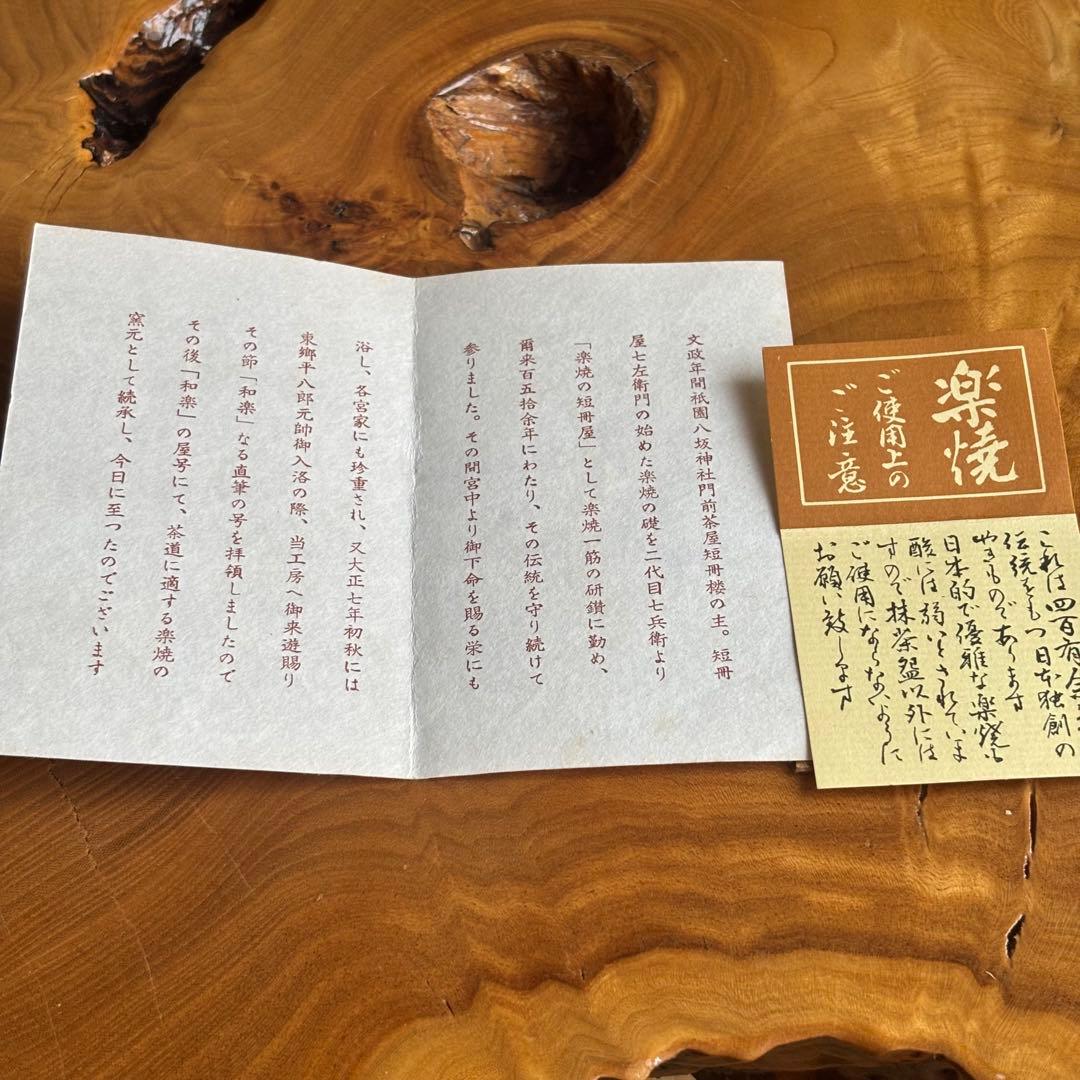 文政年間祇園八坂神社門前茶屋短冊楼の主。短冊
屋七左衛門の始めた楽焼の礎を二代目七兵衛より
「楽焼の短冊屋」として楽焼一筋の研鑽に勤め、
爾来百五拾余年にわたり、その伝統を守り続けて
参りました。その間宮中より御下命を賜る栄にも
浴し、各宮家にも珍重され、又大正七年初秋には
東郷平八郎元帥御入洛の際、当工房へ御来遊賜り
その節「和楽」なる直筆の号を拝領しましたので
その後「和楽」の屋号にて、茶道に適する楽焼の
窯元として続承し、今日に至つたのでございます
楽焼
ご使用上の
ご注意
これは四百有余
伝統をもつ日本独創の
やきものであります
日本的で優雅な楽焼も
酸には弱いとされていま
すので抹茶盌以外には
ご使用にならないように
お願い致します